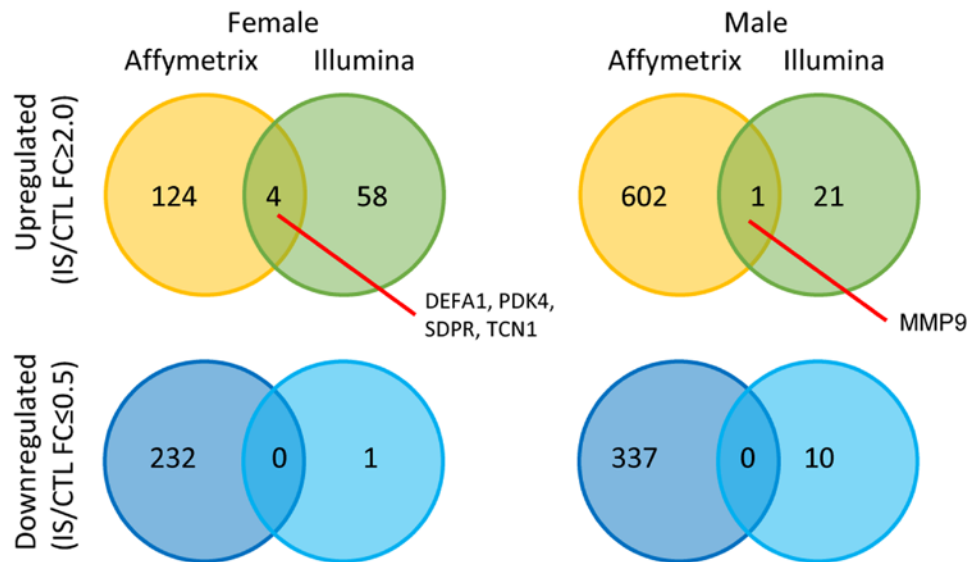 Female
Male
Affymetrix Illumina
Affymetrix Illumina
Upregulated
(IS/CTL FC≥2.0)
124 4 58
602 1 21
DEFA1, PDK4,
SDPR, TCN1
MMP9
Downregulated
(IS/CTL FC≤0.5)
232 0 1
337 0 10